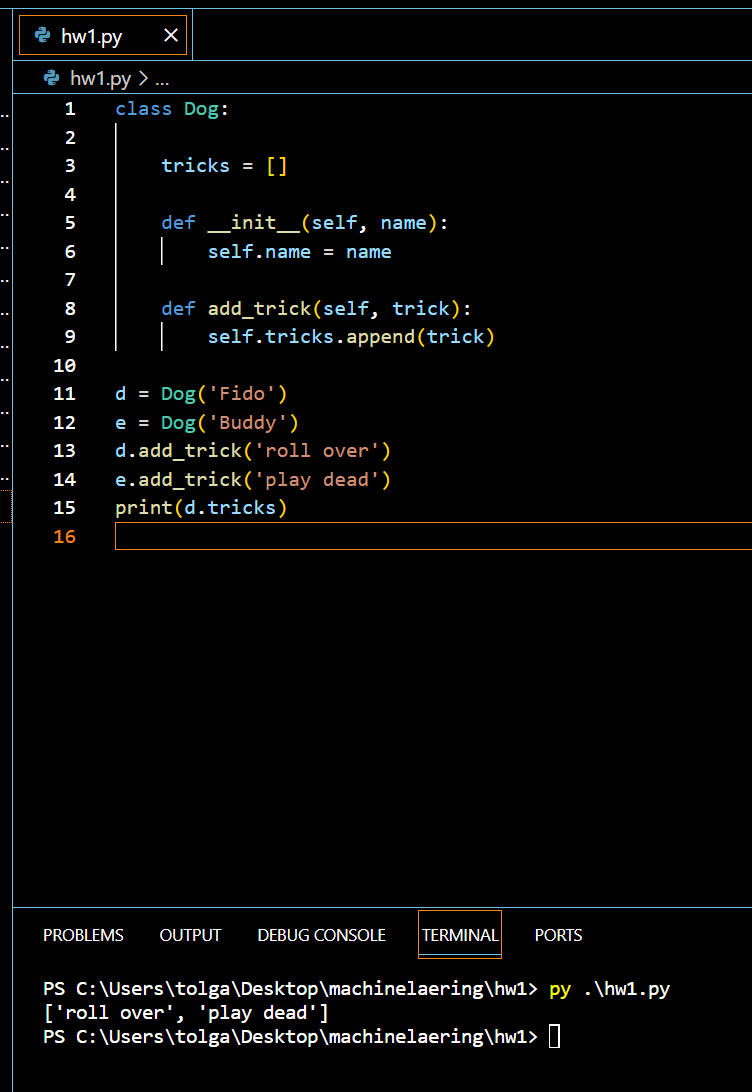 hw1.py
hw1.py > ...
1 class Dog:
2
3     tricks = []
4
5     def __init__(self, name):
6         self.name = name
7
8     def add_trick(self, trick):
9         self.tricks.append(trick)
10
11 d = Dog('Fido')
12 e = Dog('Buddy')
13 d.add_trick('roll over')
14 e.add_trick('play dead')
15 print(d.tricks)
16
PROBLEMS OUTPUT DEBUG CONSOLE TERMINAL PORTS
PS C:\Users\tolga\Desktop\machinelaering\hw1> py .\hw1.py
['roll over', 'play dead']
PS C:\Users\tolga\Desktop\machinelaering\hw1>